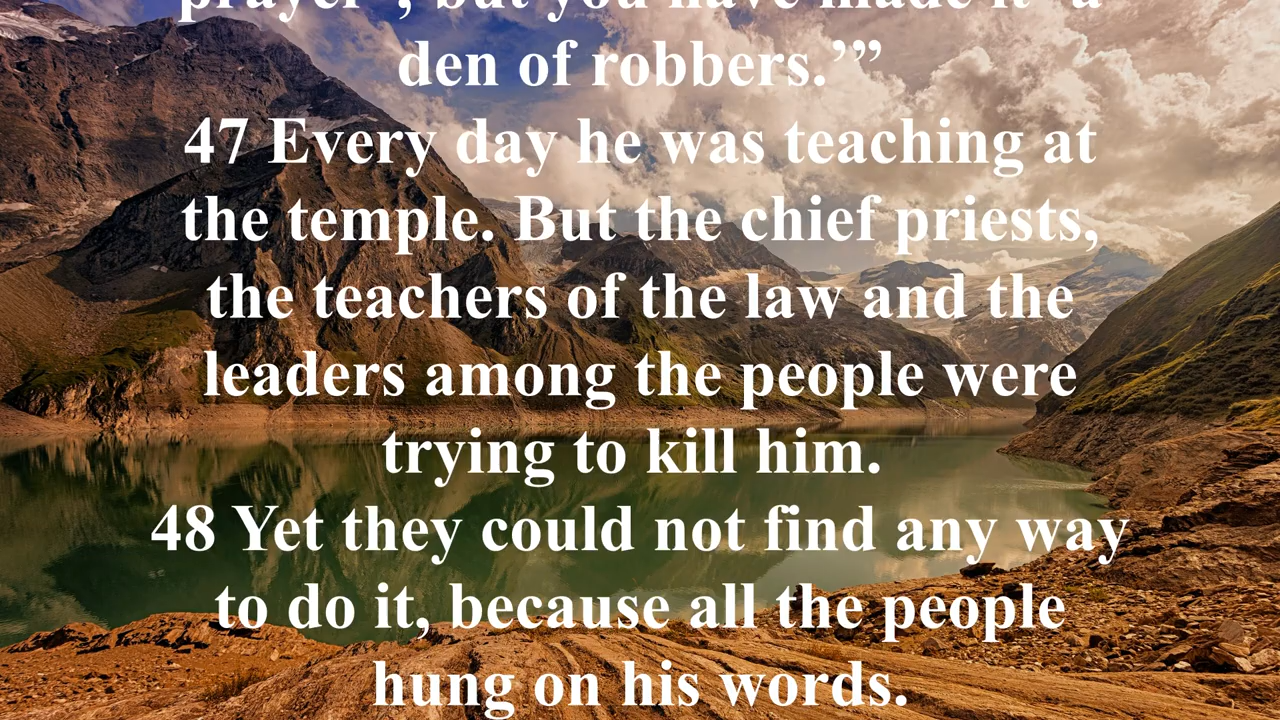 prayer’; but you have made it ‘a
den of robbers.’”
47 Every day he was teaching at
the temple. But the chief priests,
the teachers of the law and the
leaders among the people were
trying to kill him.
48 Yet they could not find any way
to do it, because all the people
hung on his words.